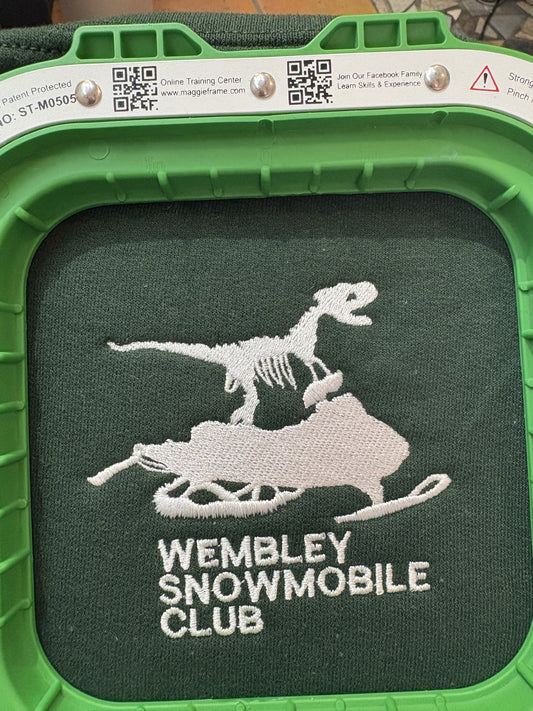 Patent Protected
NO: ST-M0505
Online Training Center
www.maggieframe.com
Join Our Facebook Family
Learn Skills & Experience
Strong
Pinch
WEMBLEY
SNOWMOBILE
CLUB